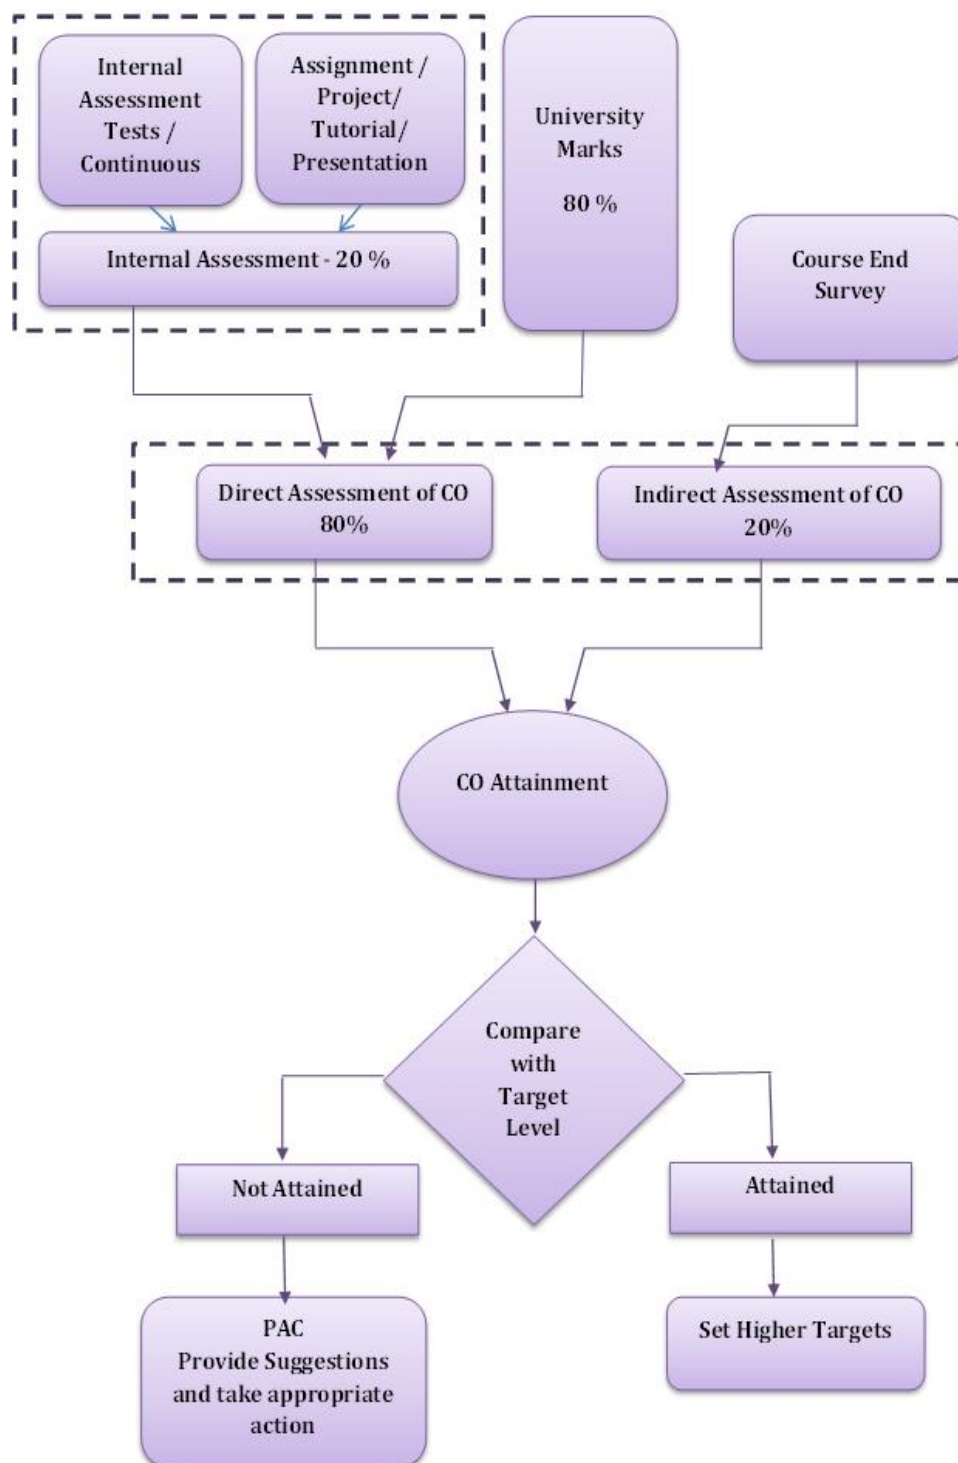 Internal
Assessment
Tests /
Continuous
Assignment /
Project/
Tutorial/
Presentation
University
Marks
80 %
Internal Assessment - 20 %
Course End
Survey
Direct Assessment of CO
80%
Indirect Assessment of CO
20%
CO Attainment
Compare
with
Target
Level
Not Attained
Attained
PAC
Provide Suggestions
and take appropriate
action
Set Higher Targets